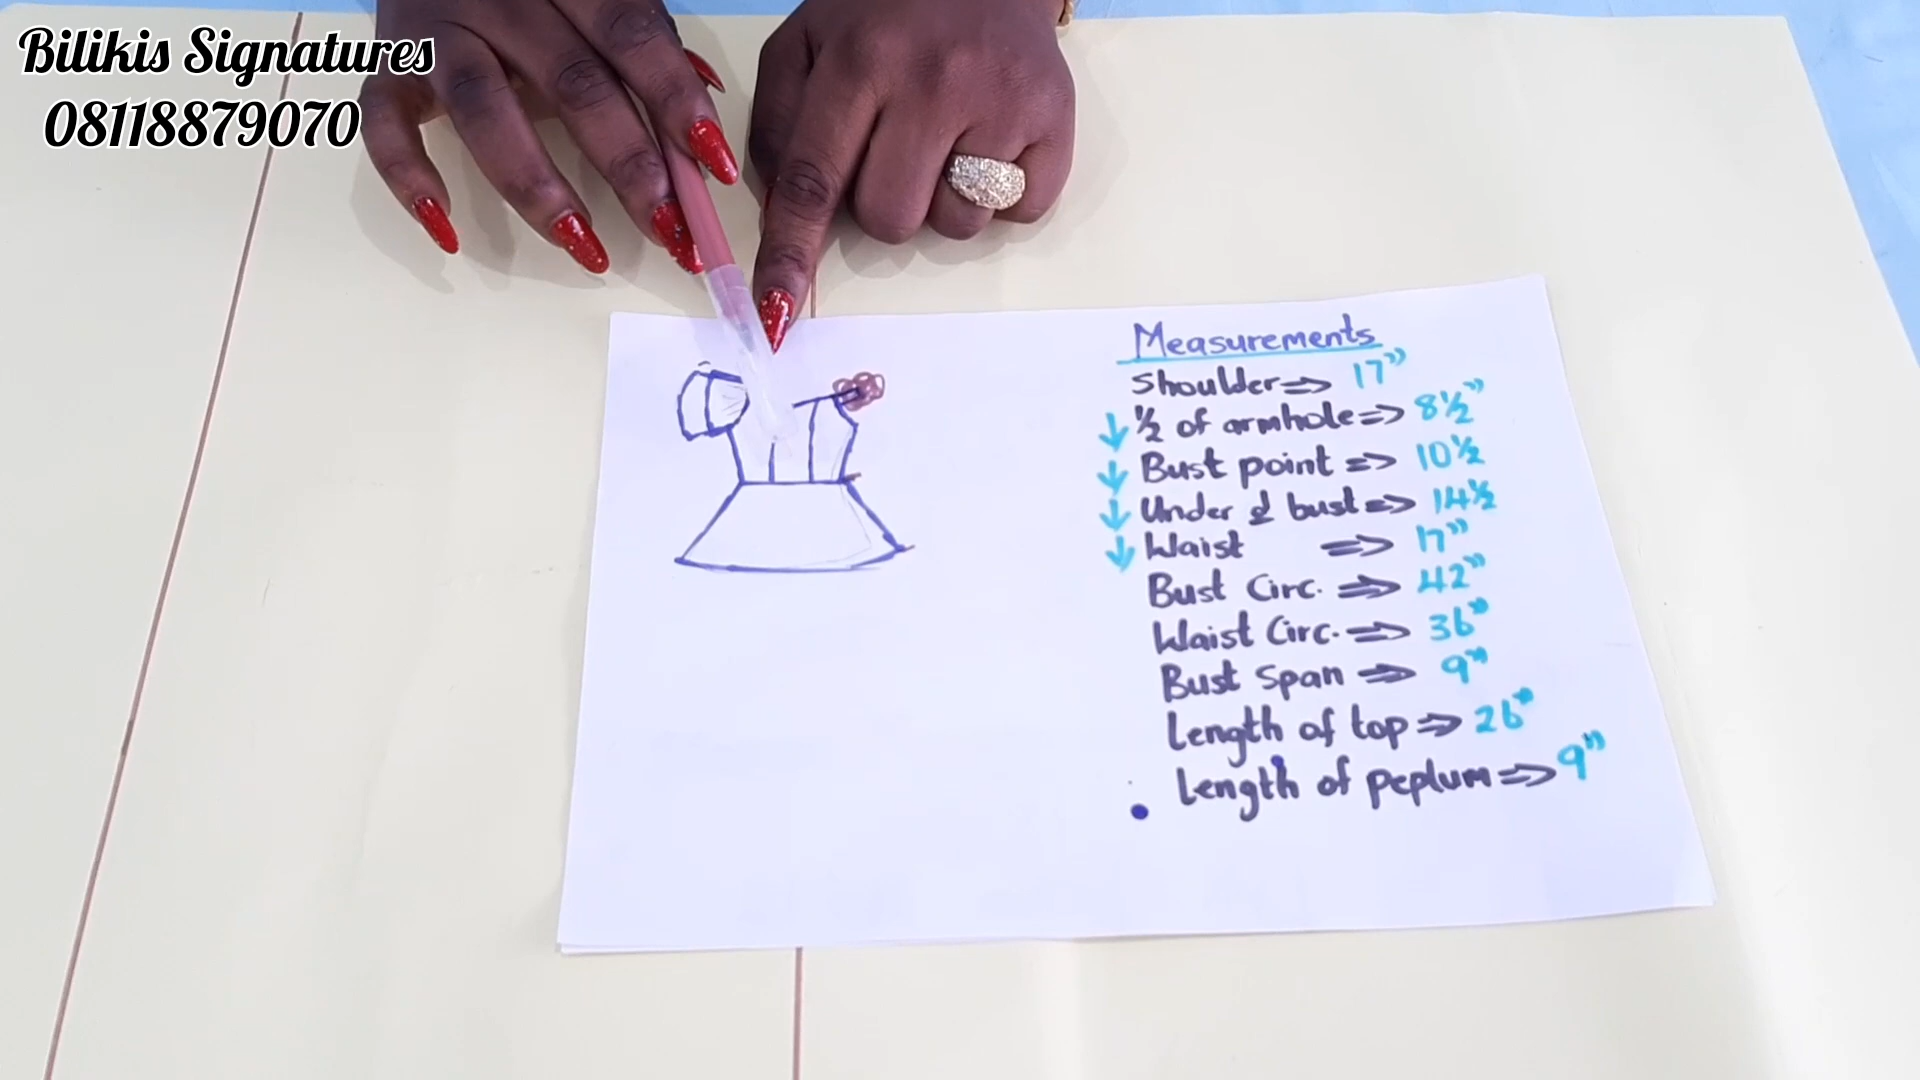 Bilikis Signatures
08118879070
Measurements
Shoulder => 17"
↓ ½ of armhole => 8½"
↓ Bust point => 10½
↓ Under d bust => 14½
↓ Waist => 17"
Bust Circ. => 42"
Waist Circ. => 36"
Bust Span => 9"
Length of top => 26"
Length of peplum => 9"